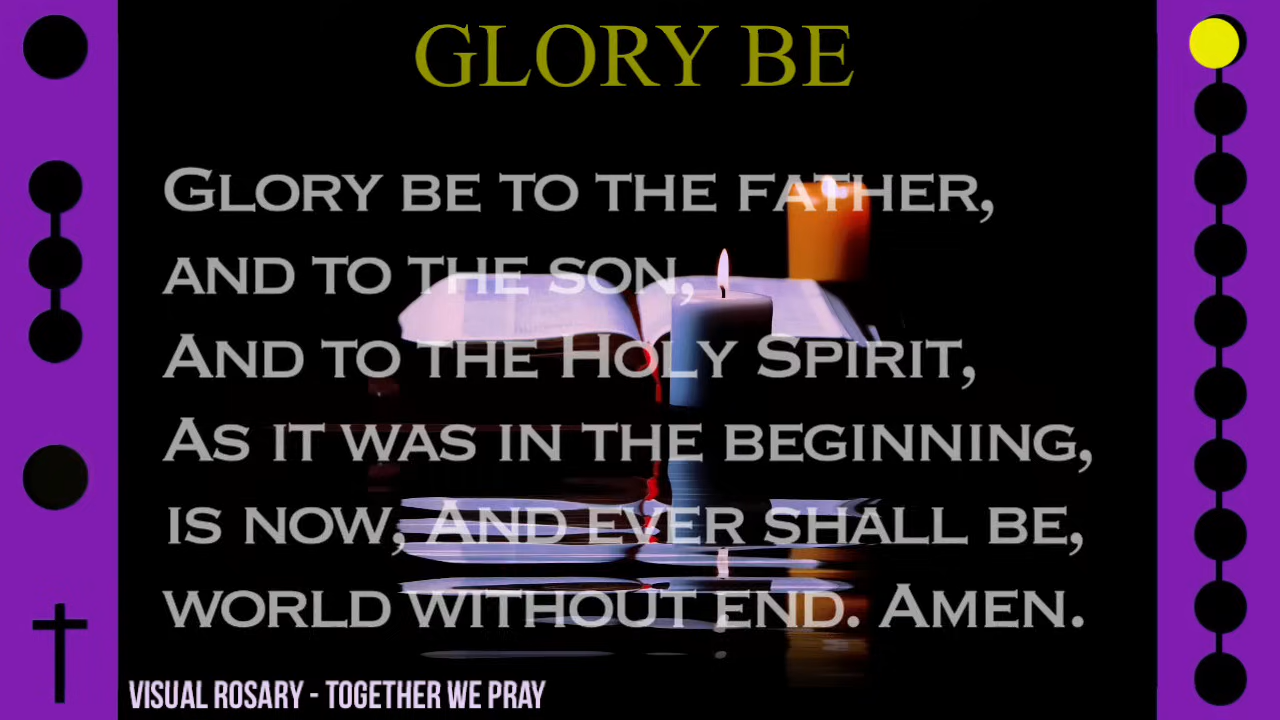 GLORY BE
GLORY BE TO THE FATHER,
AND TO THE SON,
AND TO THE HOLY SPIRIT,
AS IT WAS IN THE BEGINNING,
IS NOW, AND EVER SHALL BE,
WORLD WITHOUT END. AMEN.
VISUAL ROSARY - TOGETHER WE PRAY